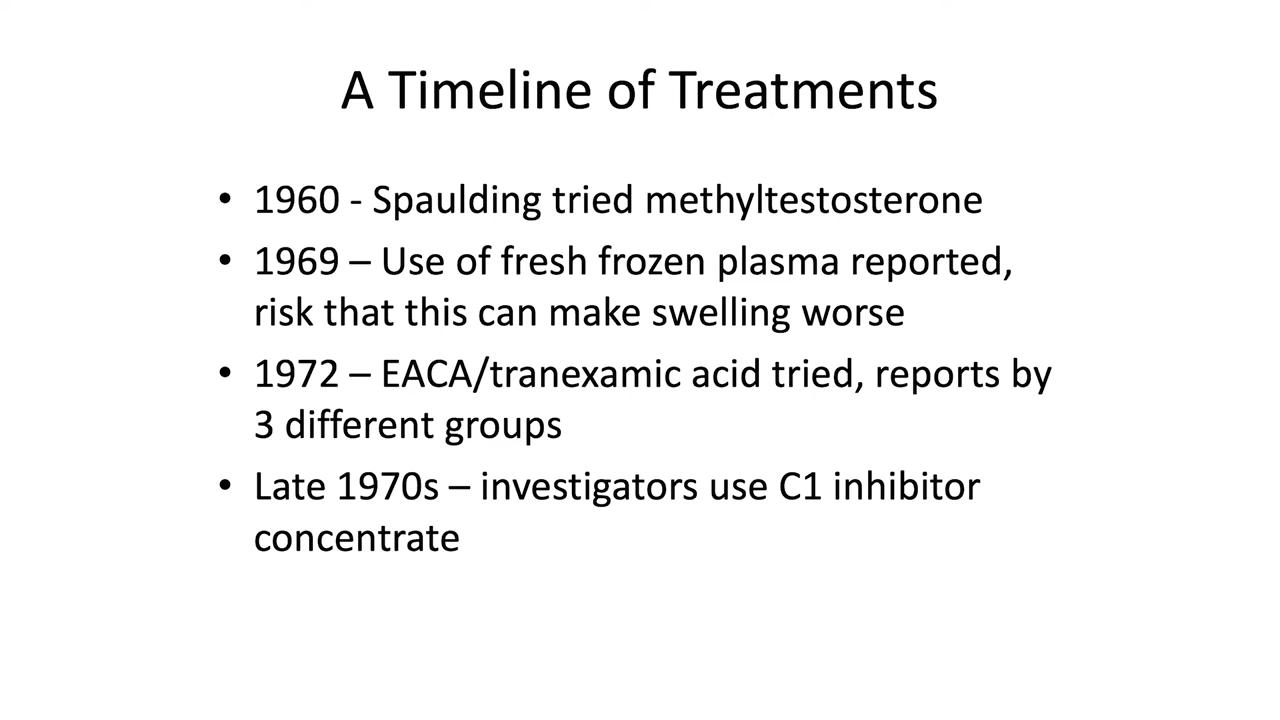 A Timeline of Treatments
• 1960 - Spaulding tried methyltestosterone
• 1969 – Use of fresh frozen plasma reported,
risk that this can make swelling worse
• 1972 – EACA/tranexamic acid tried, reports by
3 different groups
• Late 1970s – investigators use C1 inhibitor
concentrate